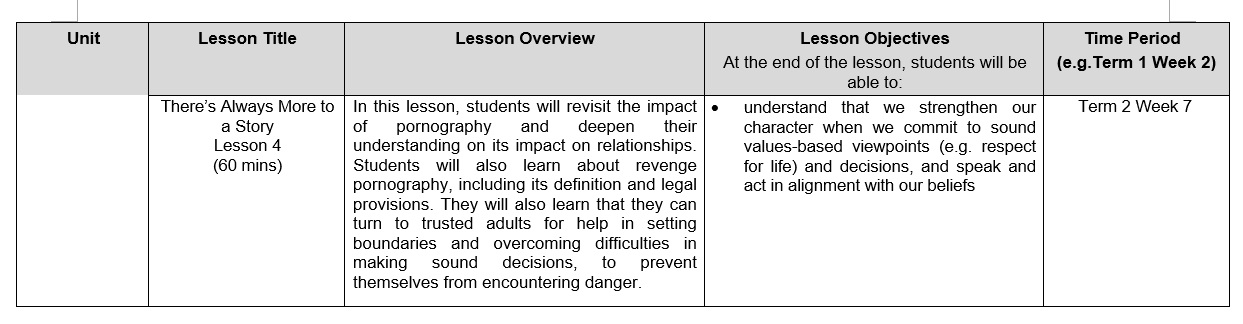 Unit
Lesson Title
Lesson Overview
Lesson Objectives
At the end of the lesson, students will be
able to:
Time Period
(e.g.Term 1 Week 2)
There’s Always More to
a Story
Lesson 4
(60 mins)
In this lesson, students will revisit the impact
of pornography and deepen their
understanding on its impact on relationships.
Students will also learn about revenge
pornography, including its definition and legal
provisions. They will also learn that they can
turn to trusted adults for help in setting
boundaries and overcoming difficulties in
making sound decisions, to prevent
themselves from encountering danger.
• understand that we strengthen our
character when we commit to sound
values-based viewpoints (e.g. respect
for life) and decisions, and speak and
act in alignment with our beliefs
Term 2 Week 7